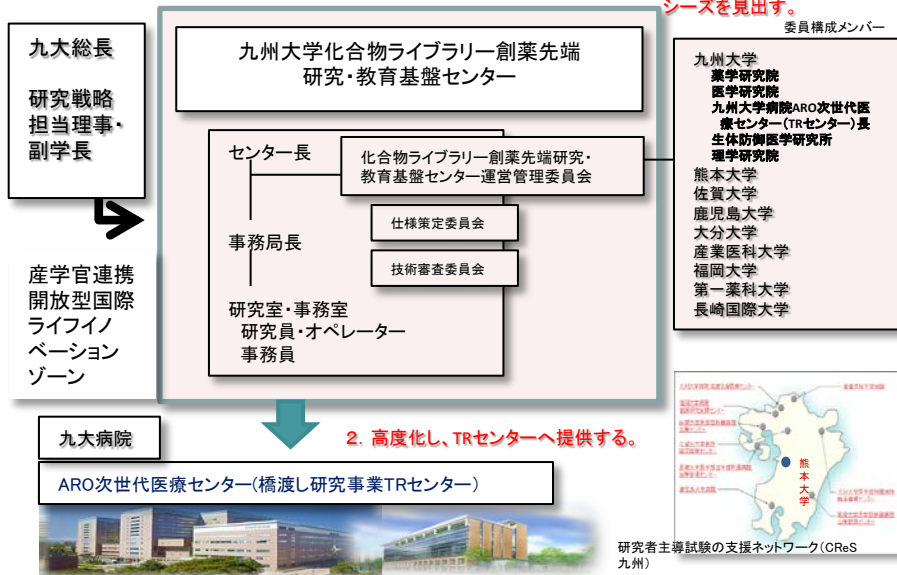 シーズを見出す。
九大総長
研究戦略
担当理事・
副学長
産学官連携
開放型国際
ライフイノ
ベーション
ゾーン
九州大学化合物ライブラリー創薬先端
研究・教育基盤センター
センター長
化合物ライブラリー創薬先端研究・
教育基盤センター運営管理委員会
仕様策定委員会
事務局長
技術審査委員会
研究室・事務室
研究員・オペレーター
事務員
委員構成メンバー
九州大学
薬学研究院
医学研究院
九州大学病院ARO次世代医
療センター(TRセンター)長
生体防御医学研究所
理学研究院
熊本大学
佐賀大学
鹿児島大学
大分大学
産業医科大学
福岡大学
第一薬科大学
長崎国際大学
九大病院
2. 高度化し、TRセンターへ提供する。
ARO次世代医療センター(橋渡し研究事業TRセンター)
熊本大学
研究者主導試験の支援ネットワーク(CReS
九州)